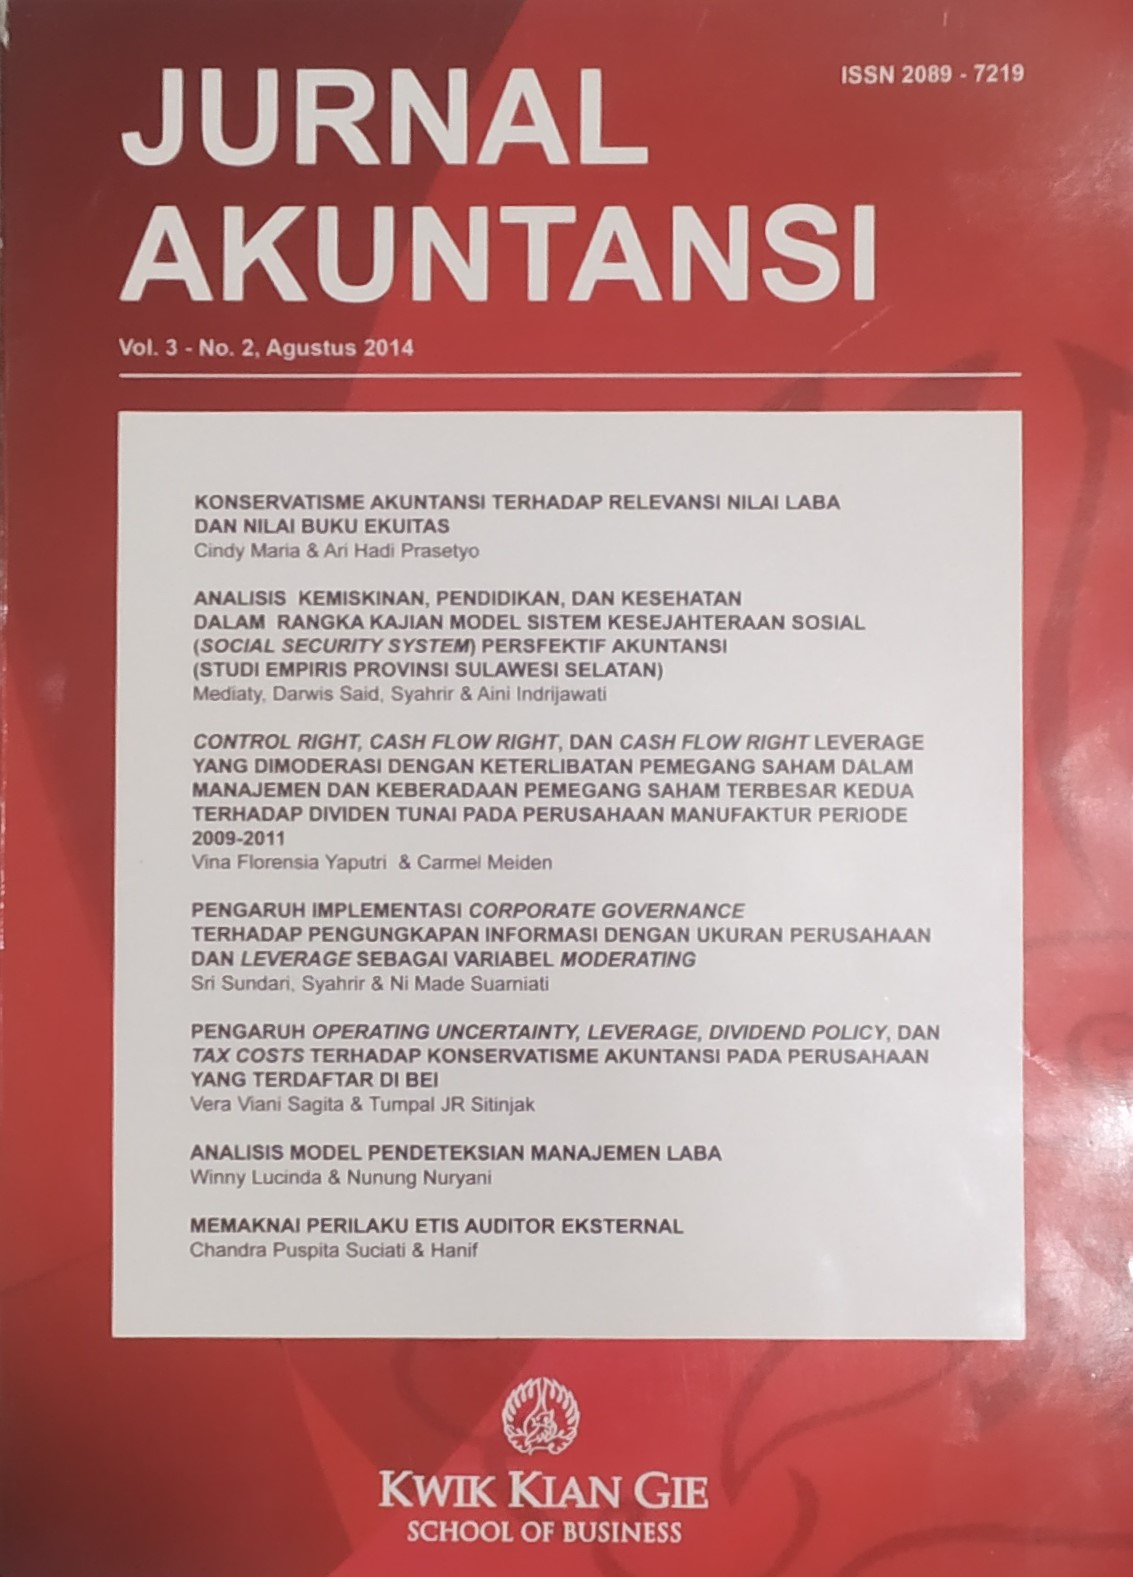 JURNAL
AKUNTANSI
ISSN 2089 - 7219
Vol. 3 - No. 2, Agustus 2014
KONSERVATISME AKUNTANSI TERHADAP RELEVANSI NILAI LABA
DAN NILAI BUKU EKUITAS
Cindy Maria & Ari Hadi Prasetyo
ANALISIS KEMISKINAN, PENDIDIKAN, DAN KESEHATAN
DALAM RANGKA KAJIAN MODEL SISTEM KESEJAHTERAAN SOSIAL
(SOCIAL SECURITY SYSTEM) PERSFEKTIF AKUNTANSI
(STUDI EMPIRIS PROVINSI SULAWESI SELATAN)
Mediaty, Darwis Said, Syahrir & Aini Indrijawati
CONTROL RIGHT, CASH FLOW RIGHT, DAN CASH FLOW RIGHT LEVERAGE
YANG DIMODERASI DENGAN KETERLIBATAN PEMEGANG SAHAM DALAM
MANAJEMEN DAN KEBERADAAN PEMEGANG SAHAM TERBESAR KEDUA
TERHADAP DIVIDEN TUNAI PADA PERUSAHAAN MANUFAKTUR PERIODE
2009-2011
Vina Florensia Yaputri & Carmel Meiden
PENGARUH IMPLEMENTASI CORPORATE GOVERNANCE
TERHADAP PENGUNGKAPAN INFORMASI DENGAN UKURAN PERUSAHAAN
DAN LEVERAGE SEBAGAI VARIABEL MODERATING
Sri Sundari, Syahrir & Ni Made Suarniati
PENGARUH OPERATING UNCERTAINTY, LEVERAGE, DIVIDEND POLICY, DAN
TAX COSTS TERHADAP KONSERVATISME AKUNTANSI PADA PERUSAHAAN
YANG TERDAFTAR DI BEI
Vera Viani Sagita & Tumpal JR Sitinjak
ANALISIS MODEL PENDETEKSIAN MANAJEMEN LABA
Winny Lucinda & Nunung Nuryani
MEMAKNAI PERILAKU ETIS AUDITOR EKSTERNAL
Chandra Puspita Suciati & Hanif
KWIK KIAN GIE
SCHOOL OF BUSINESS